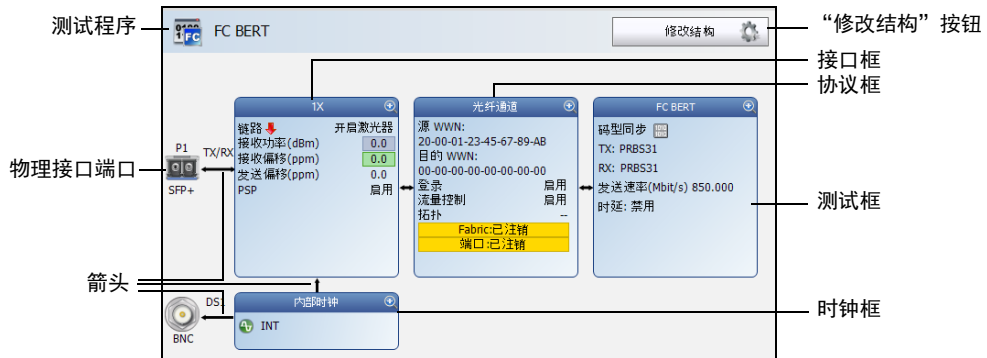 测试程序
FC BERT
修改结构
“修改结构”按钮
接口框
协议框
1X
光纤通道
FC BERT
链路 开启激光器
接收功率(dBm) 0.0
接收偏移(ppm) 0.0
发送偏移(ppm) 0.0
PSP 启用
源 WWN:
20-00-01-23-45-67-89-AB
目的 WWN:
00-00-00-00-00-00-00-00
登录 启用
流量控制 启用
拓扑 --
Fabric:已注销
端口:已注销
码型同步
TX: PRBS31
RX: PRBS31
发送速率(Mbit/s) 850.000
时延: 禁用
P1
TX/RX
物理接口端口
SFP+
测试框
箭头
DS1
BNC
内部时钟
INT
时钟框